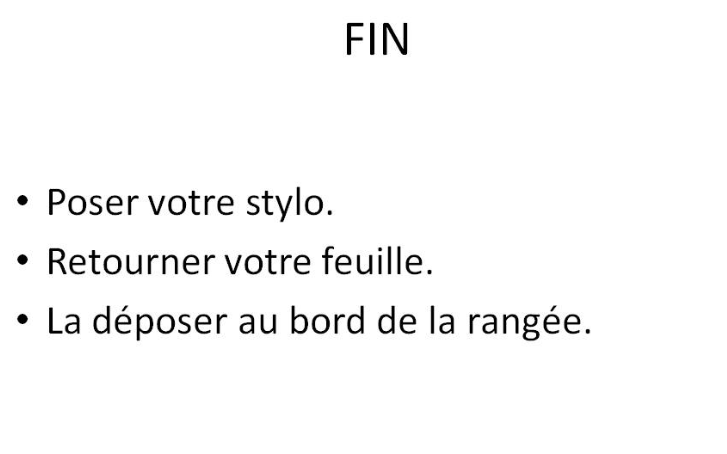 FIN
• Poser votre stylo.
• Retourner votre feuille.
• La déposer au bord de la rangée.